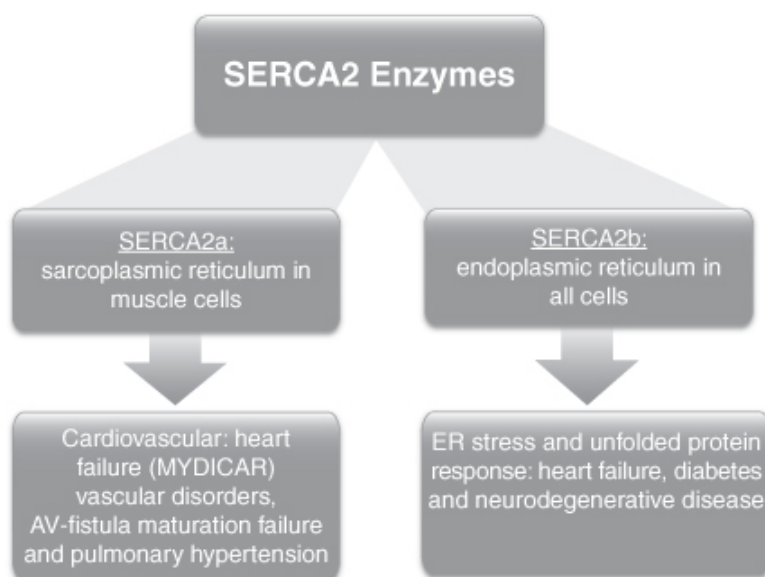 SERCA2 Enzymes
SERCA2a:
sarcoplasmic reticulum in
muscle cells
SERCA2b:
endoplasmic reticulum in
all cells
Cardiovascular: heart
failure (MYDICAR)
vascular disorders,
AV-fistula maturation failure
and pulmonary hypertension
ER stress and unfolded protein
response: heart failure, diabetes
and neurodegenerative disease